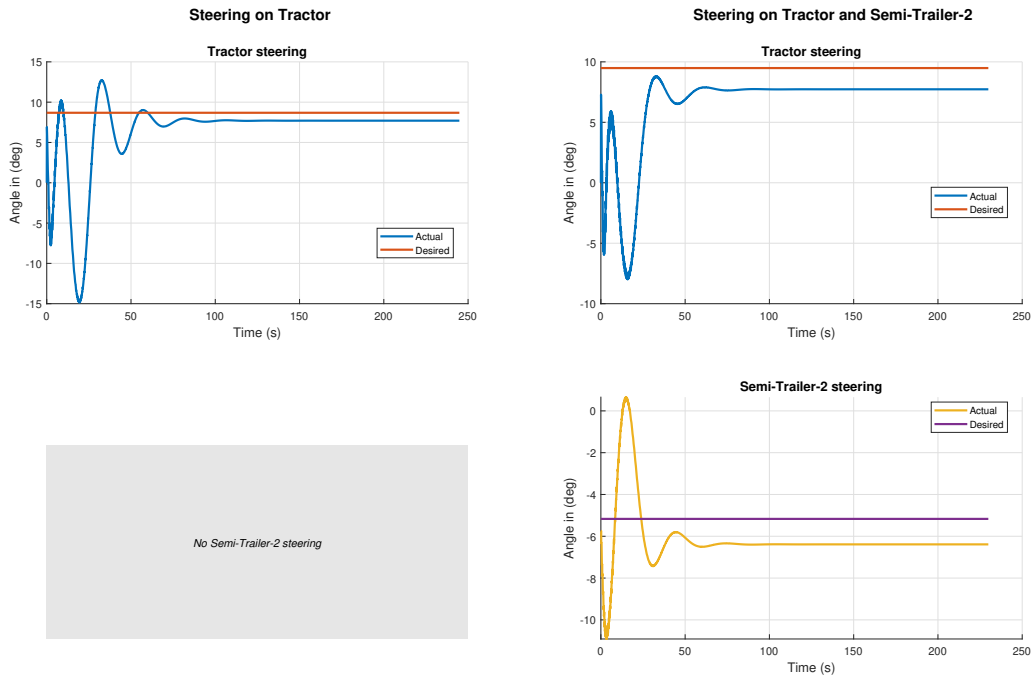 Steering on Tractor
Steering on Tractor and Semi-Trailer-2
Tractor steering
15
10
5
0
-5
-10
-15
Angle in (deg)
0
50
100
150
200
250
Time (s)
Actual
Desired
Tractor steering
10
5
0
-5
-10
Angle in (deg)
0
50
100
150
200
250
Time (s)
Actual
Desired
No Semi-Trailer-2 steering
Semi-Trailer-2 steering
0
-2
-4
-6
-8
-10
Angle in (deg)
0
50
100
150
200
250
Time (s)
Actual
Desired